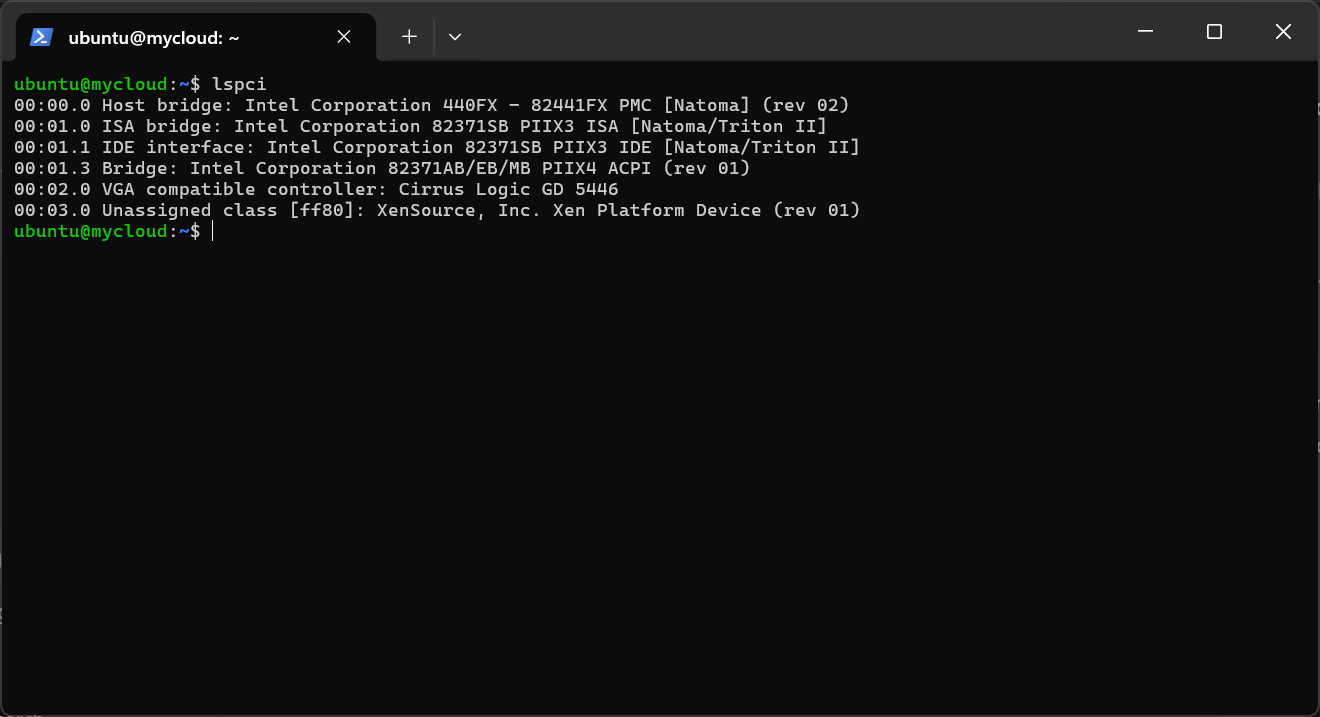 ubuntu@mycloud: ~
ubuntu@mycloud:~$ lspci
00:00.0 Host bridge: Intel Corporation 440FX - 82441FX PMC [Natoma] (rev 02)
00:01.0 ISA bridge: Intel Corporation 82371SB PIIX3 ISA [Natoma/Triton II]
00:01.1 IDE interface: Intel Corporation 82371SB PIIX3 IDE [Natoma/Triton II]
00:01.3 Bridge: Intel Corporation 82371AB/EB/MB PIIX4 ACPI (rev 01)
00:02.0 VGA compatible controller: Cirrus Logic GD 5446
00:03.0 Unassigned class [ff80]: XenSource, Inc. Xen Platform Device (rev 01)
ubuntu@mycloud:~$